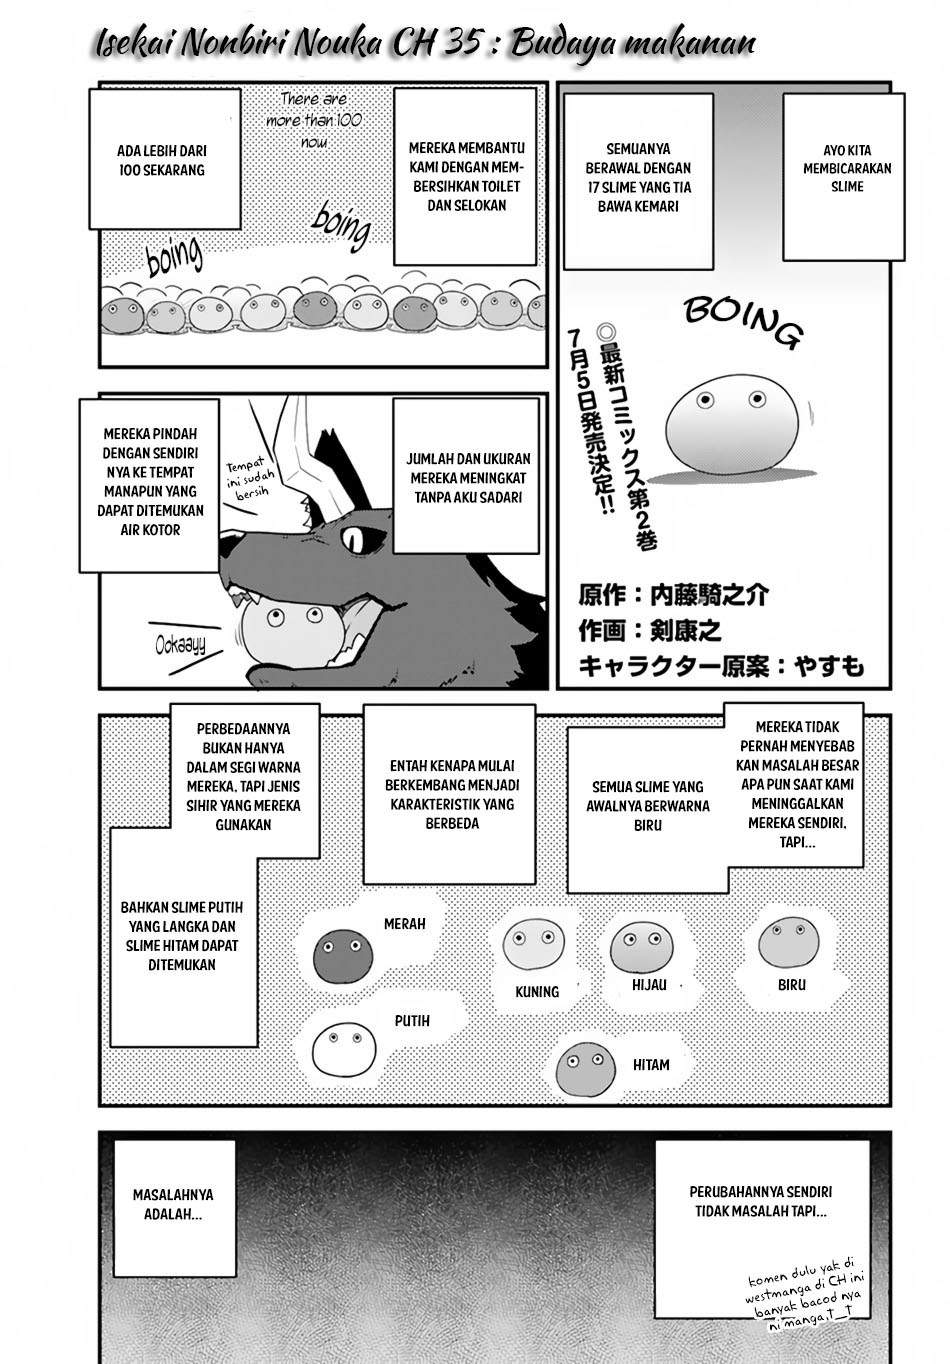 Isekai Nonbiri Nouka CH 35 : Budaya makanan
AYO KITA
MEMBICARAKAN
SLIME
SEMUANYA
BERAWAL DENGAN
17 SLIME YANG TIA
BAWA KEMARI
BOING
◎最新コミックス第2巻
7月5日発売決定!!
原作：内藤騎之介
作画：剣康之
キャラクター原案：やすも
MEREKA MEMBANTU
KAMI DENGAN MEM-
BERSIHKAN TOILET
DAN SELOKAN
There are
more than 100
now
ADA LEBIH DARI
100 SEKARANG
boing
boing
JUMLAH DAN UKURAN
MEREKA MENINGKAT
TANPA AKU SADARI
Tempat
ini sudah
bersih
MEREKA PINDAH
DENGAN SENDIRI
NYA KE TEMPAT
MANAPUN YANG
DAPAT DITEMUKAN
AIR KOTOR
Ookaayy
MEREKA TIDAK
PERNAH MENYEBAB
KAN MASALAH BESAR
APA PUN SAAT KAMI
MENINGGALKAN
MEREKA SENDIRI,
TAPI...
SEMUA SLIME YANG
AWALNYA BERWARNA
BIRU
ENTAH KENAPA MULAI
BERKEMBANG MENJADI
KARAKTERISTIK YANG
BERBEDA
PERBEDAANNYA
BUKAN HANYA
DALAM SEGI WARNA
MEREKA, TAPI JENIS
SIHIR YANG MEREKA
GUNAKAN
BAHKAN SLIME PUTIH
YANG LANGKA DAN
SLIME HITAM DAPAT
DITEMUKAN
BIRU
HIJAU
KUNING
MERAH
HITAM
PUTIH
PERUBAHANNYA SENDIRI
TIDAK MASALAH TAPI...
komen dulu yak di
westmanga di CH ini
banyak bacod nya
ni manga,T__T
MASALAHNYA
ADALAH...